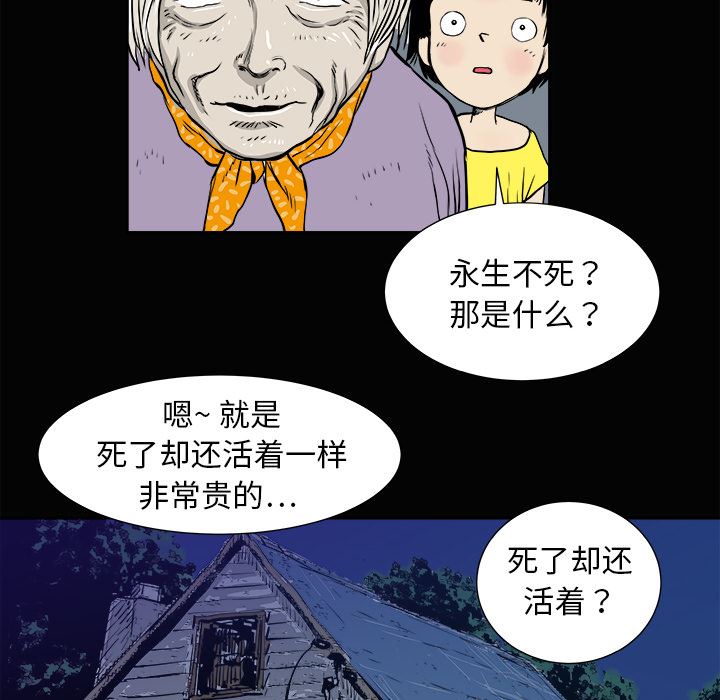 永生不死？
那是什么？
嗯~ 就是
死了却还活着一样
非常贵的...
死了却还
活着？